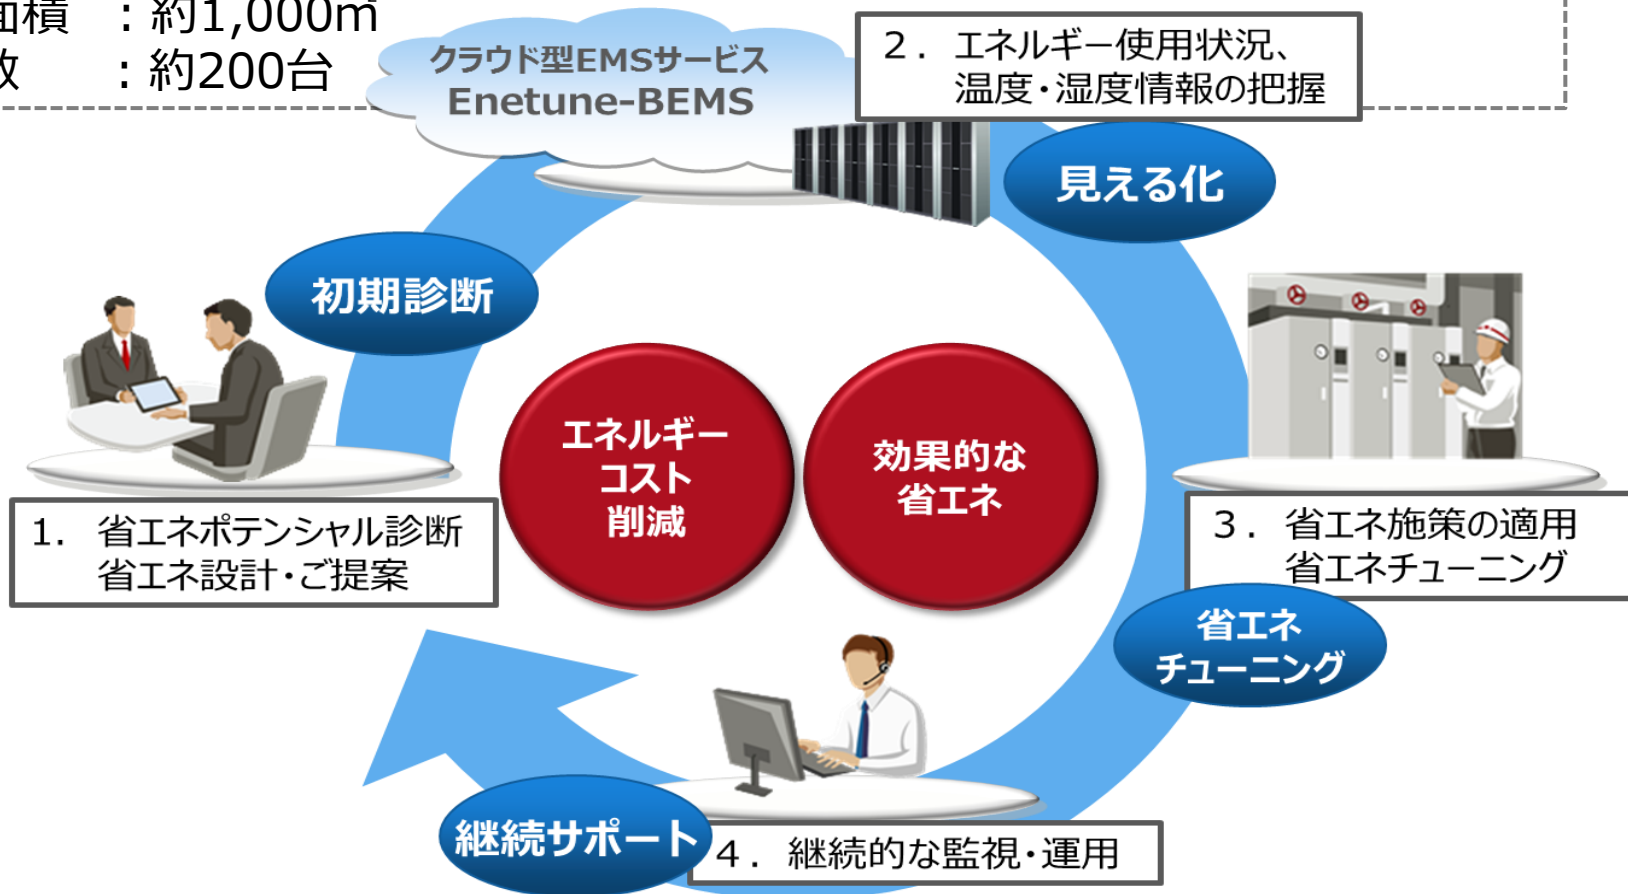 面積 ：約1,000㎡
数 ：約200台
クラウド型EMSサービス
Enetune-BEMS
２．エネルギー使用状況、
温度・湿度情報の把握
見える化
初期診断
エネルギー
コスト
削減
効果的な
省エネ
1. 省エネポテンシャル診断
省エネ設計・ご提案
３．省エネ施策の適用
省エネチューニング
省エネ
チューニング
継続サポート
４．継続的な監視・運用